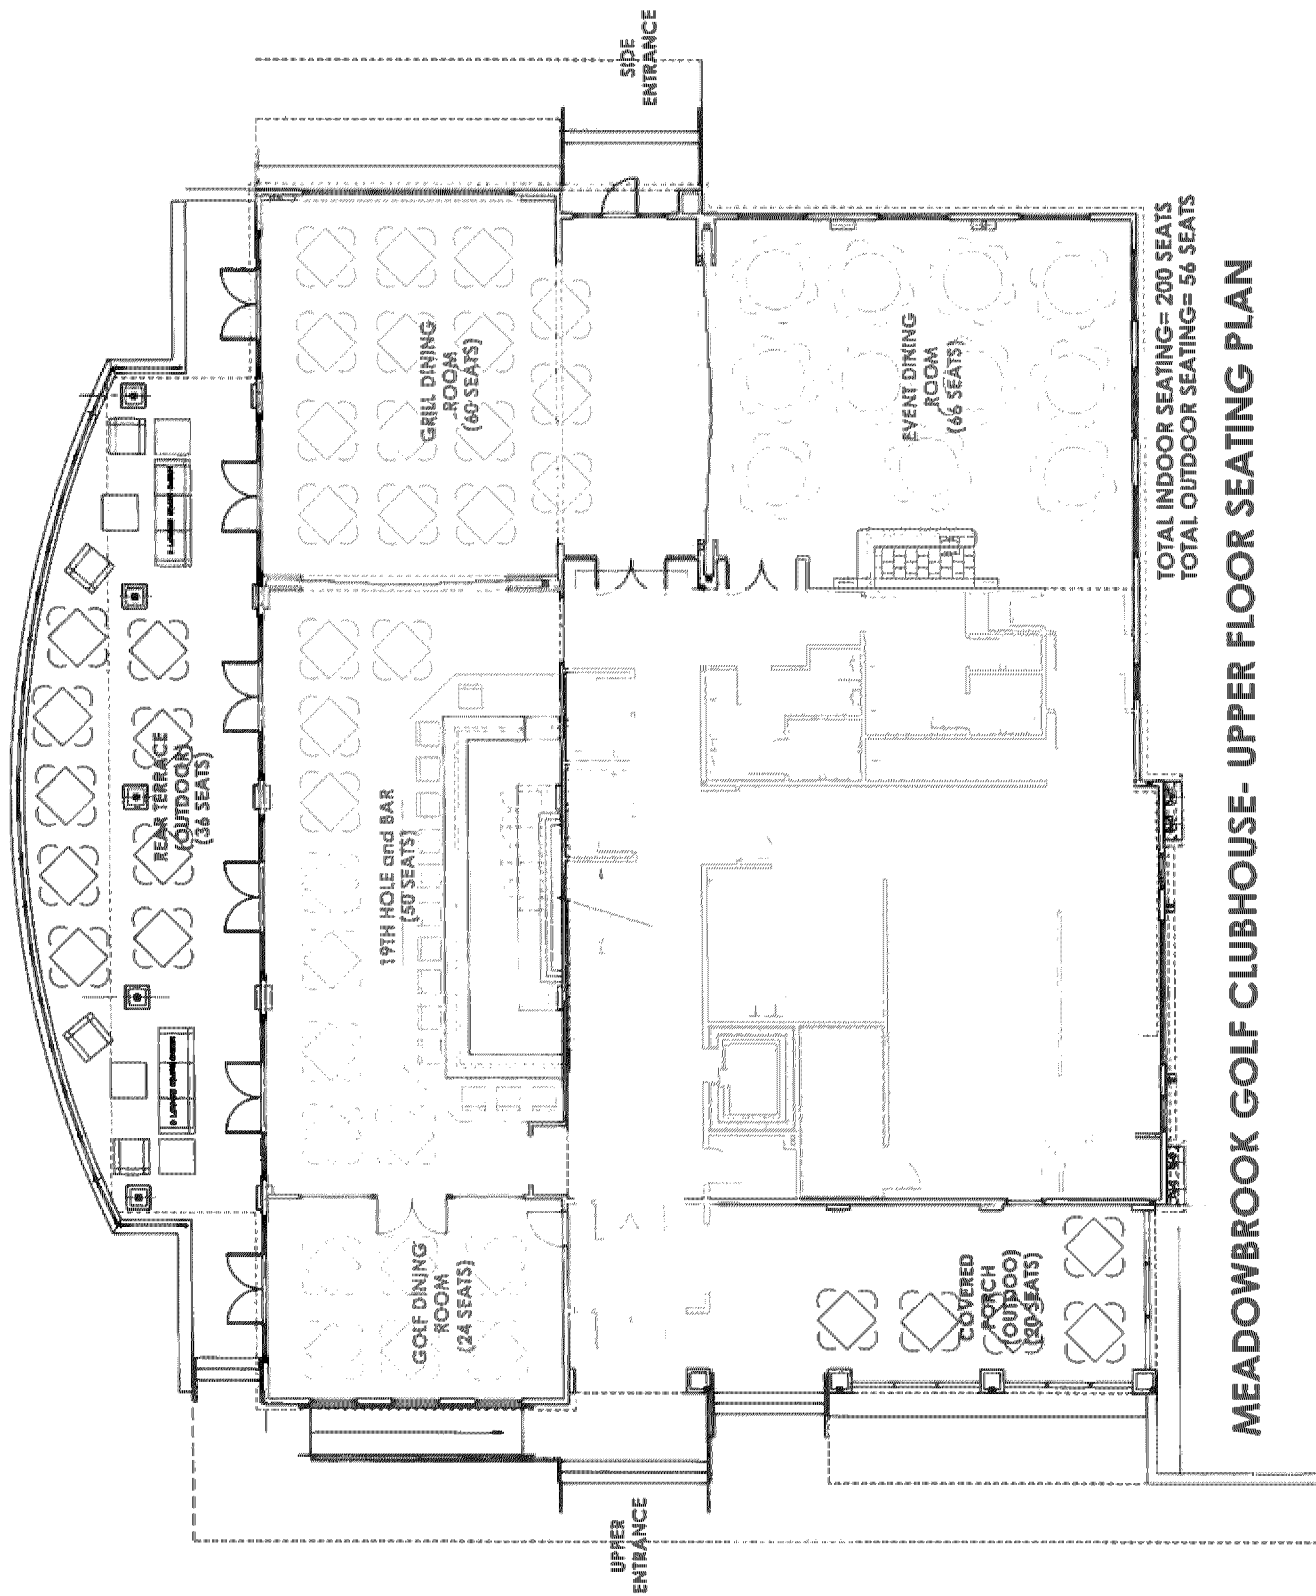 SIDE
ENTRANCE
GRILL DINING
ROOM
(60 SEATS)
EVENT DINING
ROOM
(66 SEATS)
REAR TERRACE
(OUTDOOR)
(36 SEATS)
19TH HOLE and BAR
(50 SEATS)
GOLF DINING
ROOM
(24 SEATS)
COVERED
PORCH
(OUTDOO)
(20 SEATS)
UPPER
ENTRANCE
TOTAL INDOOR SEATING= 200 SEATS
TOTAL OUTDOOR SEATING= 56 SEATS
MEADOWBROOK GOLF CLUBHOUSE- UPPER FLOOR SEATING PLAN